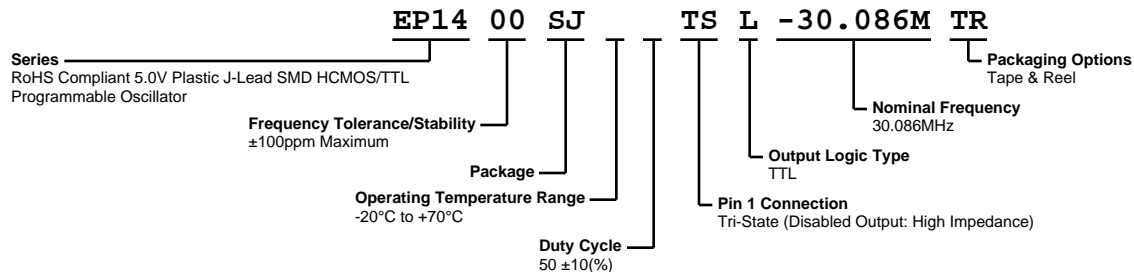 EP14 00 SJ TS L -30.086M TR
Series
RoHS Compliant 5.0V Plastic J-Lead SMD HCMOS/TTL
Programmable Oscillator
Packaging Options
Tape & Reel
Frequency Tolerance/Stability
±100ppm Maximum
Nominal Frequency
30.086MHz
Package
Output Logic Type
TTL
Operating Temperature Range
-20°C to +70°C
Pin 1 Connection
Tri-State (Disabled Output: High Impedance)
Duty Cycle
50 ±10(%)